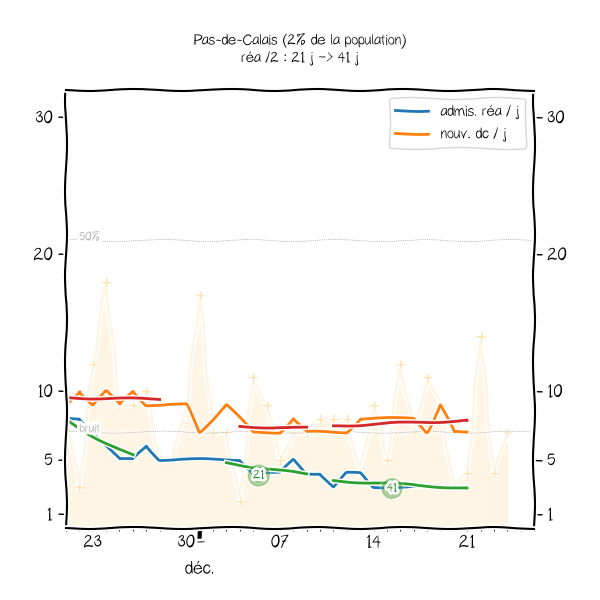 Pas-de-Calais (2% de la population)
réa /2 : 21 j -> 41 j
admis. réa / j
nouv. dc / j
30 30
50%
20 20
10 10
bruit
5 21 5
41
1 1
23 30 07 14 21
déc.